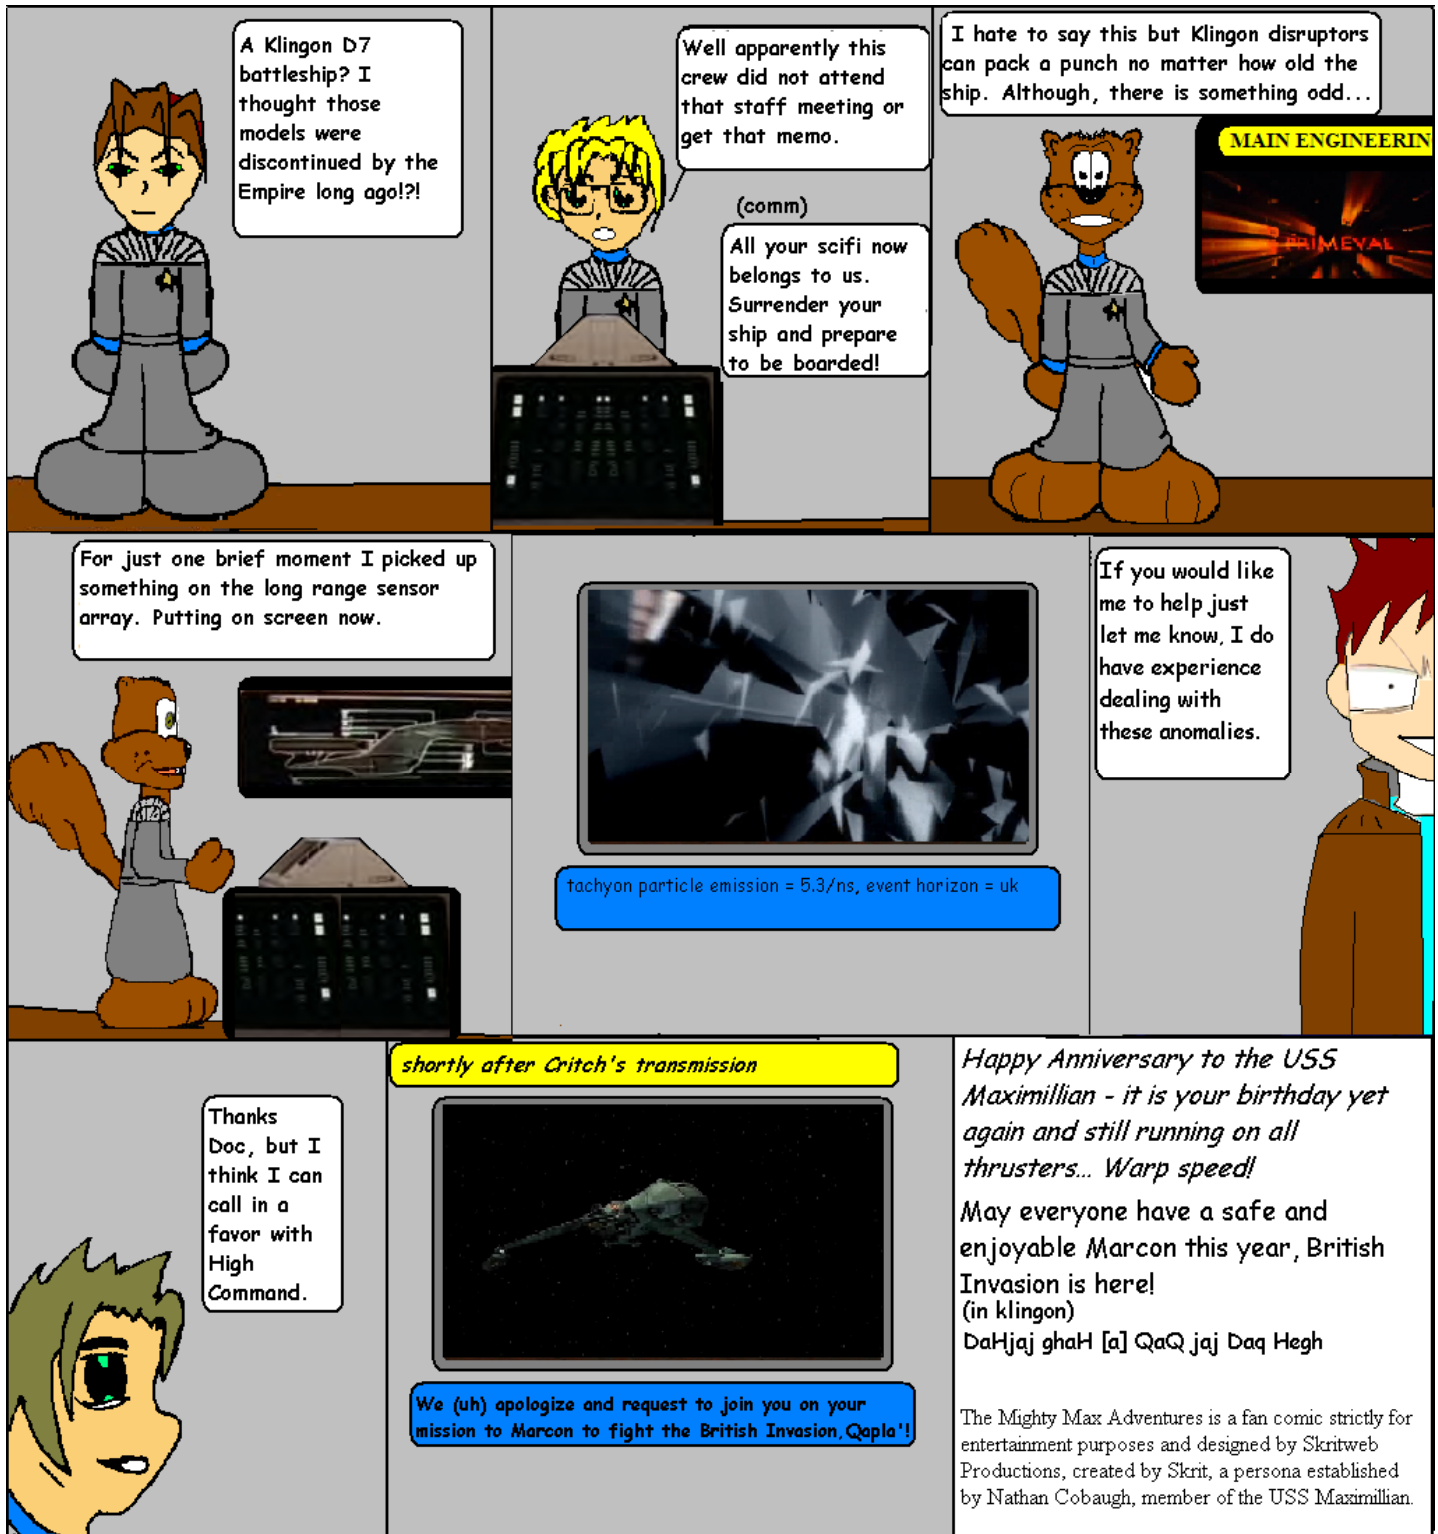 A Klingon D7
battleship? I
thought those
models were
discontinued by the
Empire long ago!?!
Well apparently this
crew did not attend
that staff meeting or
get that memo.
(comm)
All your scifi now
belongs to us.
Surrender your
ship and prepare
to be boarded!
I hate to say this but Klingon disruptors
can pack a punch no matter how old the
ship. Although, there is something odd...
MAIN ENGINEERIN
PRIMEVAL
For just one brief moment I picked up
something on the long range sensor
array. Putting on screen now.
tachyon particle emission = 5.3/ns, event horizon = uk
If you would like
me to help just
let me know, I do
have experience
dealing with
these anomalies.
Thanks
Doc, but I
think I can
call in a
favor with
High
Command.
shortly after Critch's transmission
We (uh) apologize and request to join you on your
mission to Marcon to fight the British Invasion, Qapla'!
Happy Anniversary to the USS
Maximillian - it is your birthday yet
again and still running on all
thrusters... Warp speed!
May everyone have a safe and
enjoyable Marcon this year, British
Invasion is here!
(in klingon)
DaHjaj ghaH [a] QaQ jaj Daq Hegh
The Mighty Max Adventures is a fan comic strictly for
entertainment purposes and designed by Skritweb
Productions, created by Skrit, a persona established
by Nathan Cobaugh, member of the USS Maximillian.